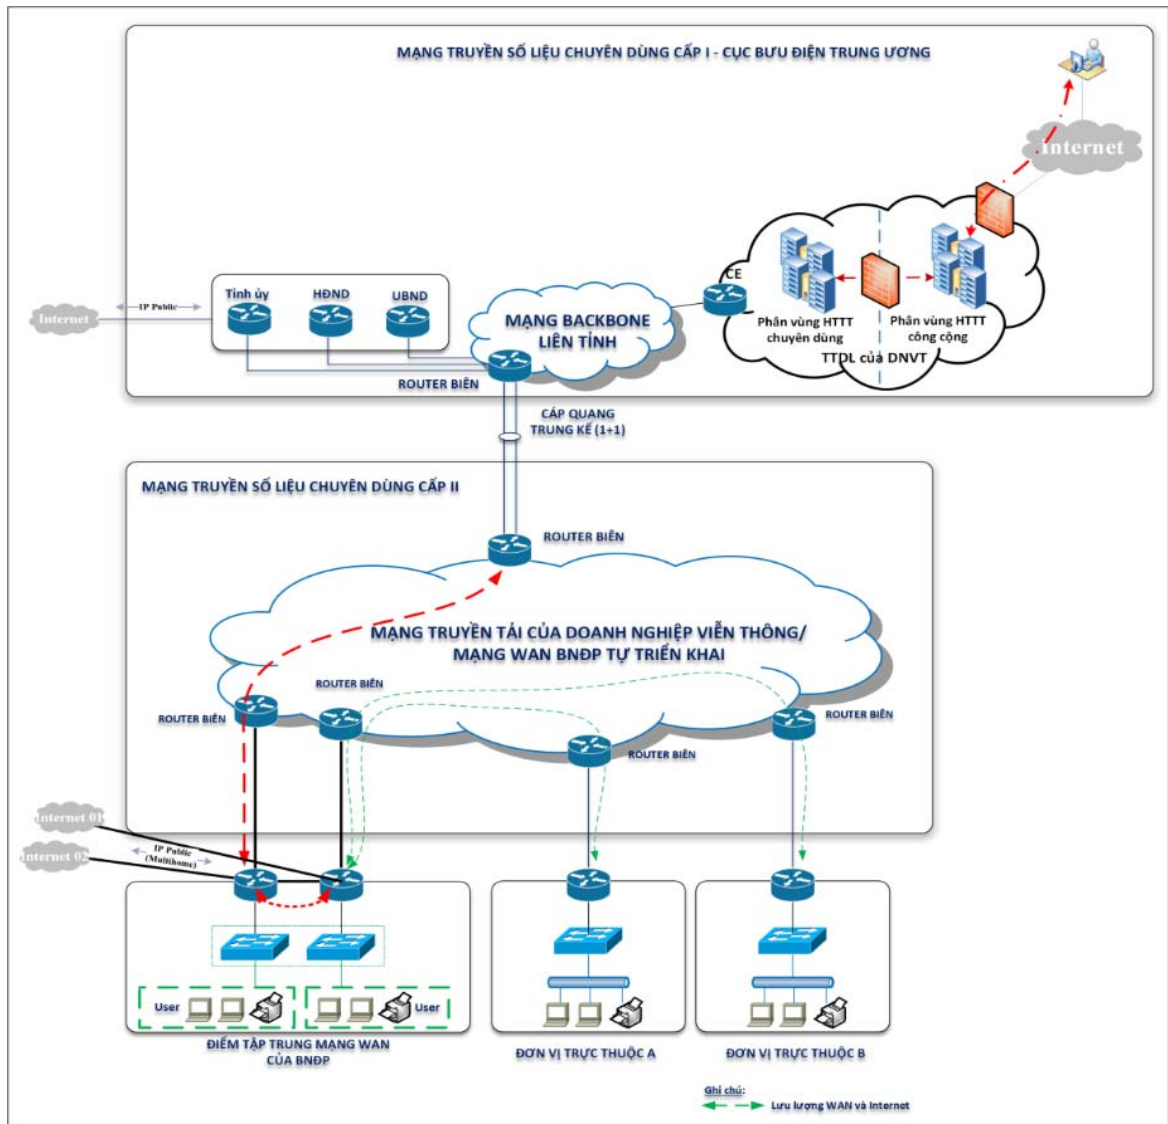 MẠNG TRUYỀN SỐ LIỆU CHUYÊN DÙNG CẤP I - CỤC BƯU ĐIỆN TRUNG ƯƠNG
Internet
Tỉnh ủy
HĐND
UBND
IP Public
Internet
MẠNG BACKBONE
LIÊN TỈNH
ROUTER BIÊN
CE
Phân vùng HTTT
chuyên dùng
Phân vùng HTTT
công cộng
TTDL của DNVT
CÁP QUANG
TRUNG KẾ (1+1)
MẠNG TRUYỀN SỐ LIỆU CHUYÊN DÙNG CẤP II
ROUTER BIÊN
MẠNG TRUYỀN TẢI CỦA DOANH NGHIỆP VIỄN THÔNG/
MẠNG WAN BNĐP TỰ TRIỂN KHAI
ROUTER BIÊN
ROUTER BIÊN
ROUTER BIÊN
ROUTER BIÊN
Internet 01
Internet 02
IP Public
(Multihome)
User
User
ĐIỂM TẬP TRUNG MẠNG WAN
CỦA BNĐP
ĐƠN VỊ TRỰC THUỘC A
ĐƠN VỊ TRỰC THUỘC B
Ghi chú:
Lưu lượng WAN và Internet